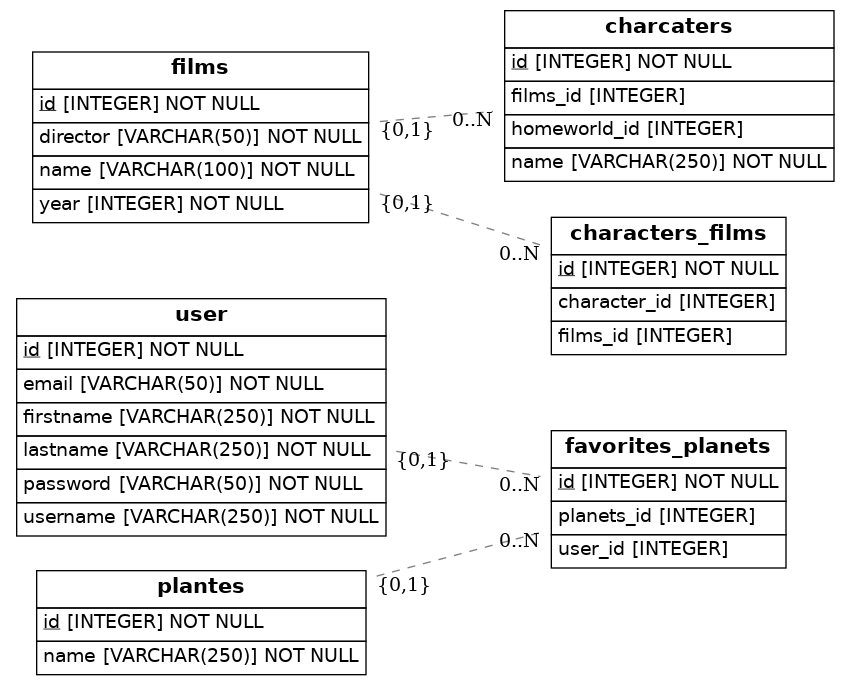 films
id [INTEGER] NOT NULL
director [VARCHAR(50)] NOT NULL
name [VARCHAR(100)] NOT NULL
year [INTEGER] NOT NULL
charcaters
id [INTEGER] NOT NULL
films_id [INTEGER]
homeworld_id [INTEGER]
name [VARCHAR(250)] NOT NULL
{0,1}
0..N
{0,1}
0..N
characters_films
id [INTEGER] NOT NULL
character_id [INTEGER]
films_id [INTEGER]
user
id [INTEGER] NOT NULL
email [VARCHAR(50)] NOT NULL
firstname [VARCHAR(250)] NOT NULL
lastname [VARCHAR(250)] NOT NULL
password [VARCHAR(50)] NOT NULL
username [VARCHAR(250)] NOT NULL
{0,1}
0..N
favorites_planets
id [INTEGER] NOT NULL
planets_id [INTEGER]
user_id [INTEGER]
0..N
{0,1}
plantes
id [INTEGER] NOT NULL
name [VARCHAR(250)] NOT NULL